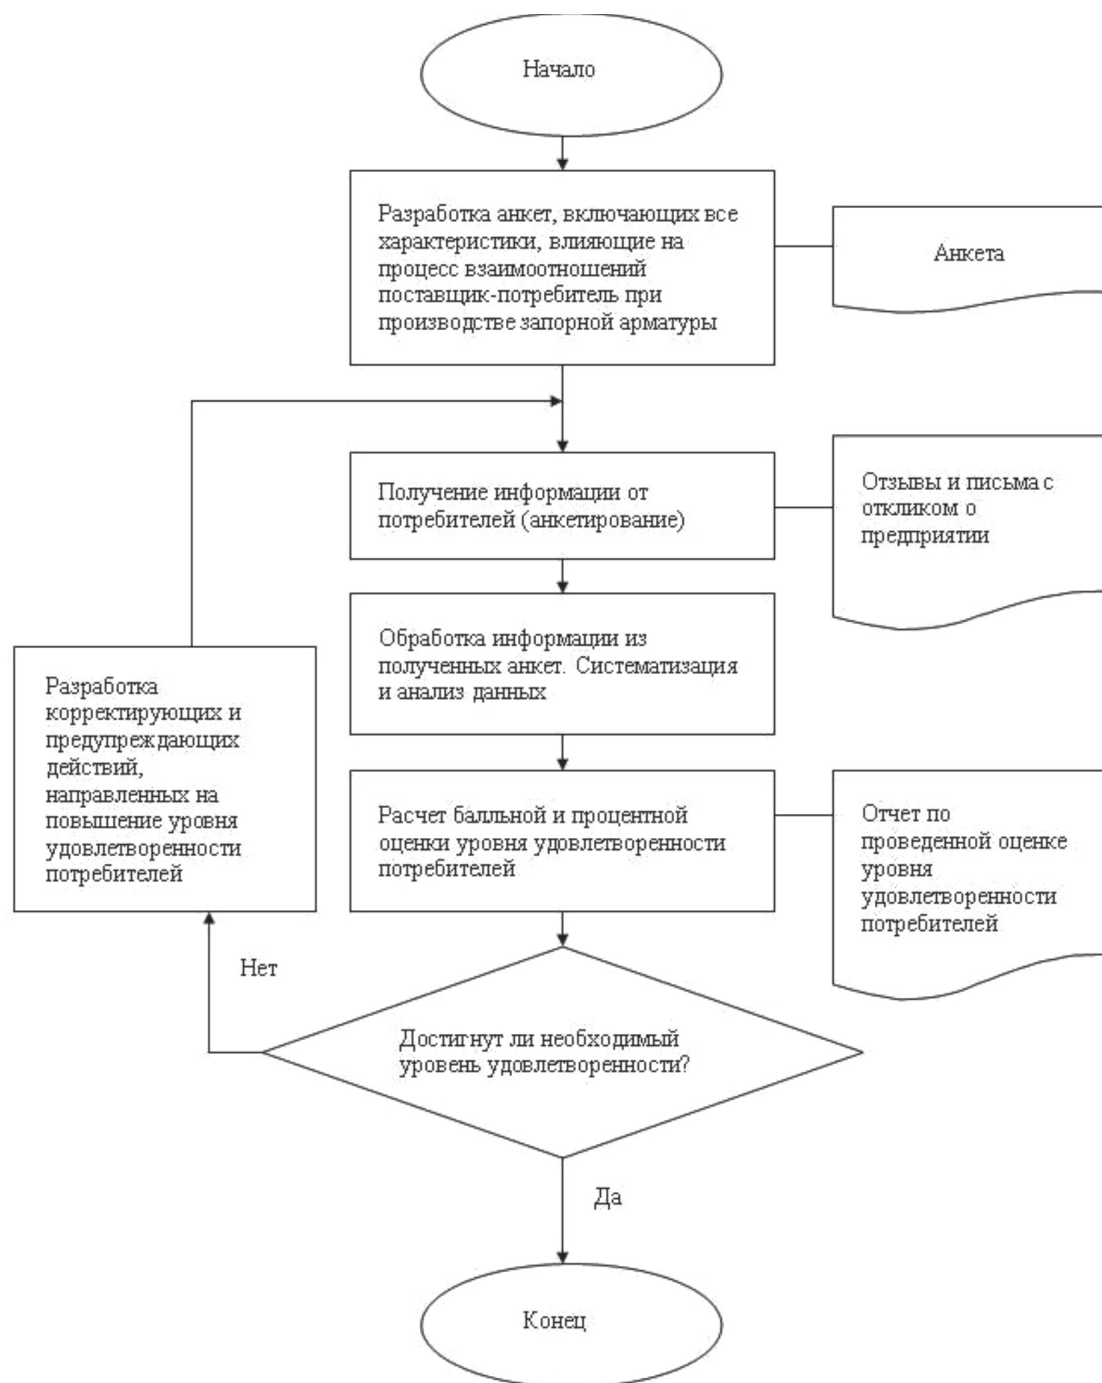 Начало
Разработка анкет, включающих все
характеристики, влияющие на
процесс взаимоотношений
поставщик-потребитель при
производстве запорной арматуры
Анкета
Получение информации от
потребителей (анкетирование)
Отзывы и письма с
откликом о
предприятии
Обработка информации из
полученных анкет. Систематизация
и анализ данных
Разработка
корректирующих и
предупреждающих
действий,
направленных на
повышение уровня
удовлетворенности
потребителей
Расчет балльной и процентной
оценки уровня удовлетворенности
потребителей
Отчет по
проведенной оценке
уровня
удовлетворенности
потребителей
Нет
Достигнут ли необходимый
уровень удовлетворенности?
Да
Конец